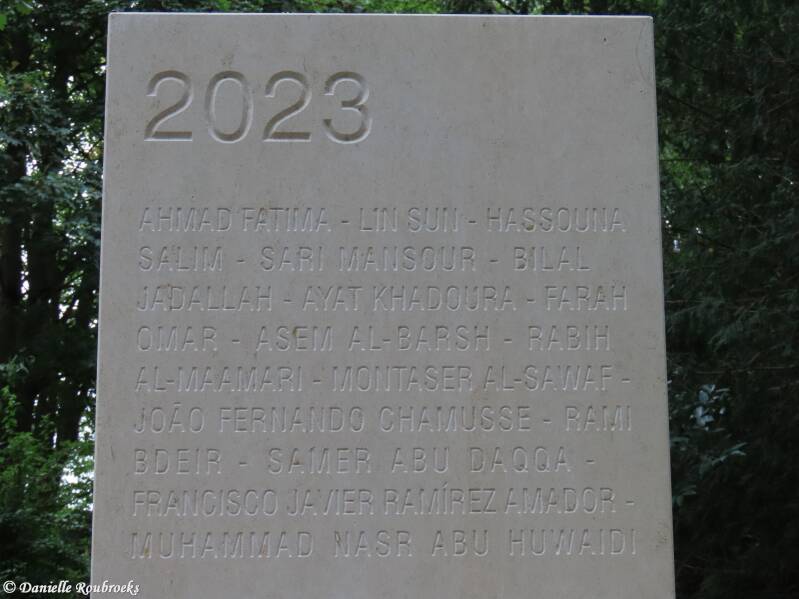 2023
AHMAD FATIMA - LIN SUN - HASSOUNA
SALIM - SARI MANSOUR - BILAL
JADALLAH - AYAT KHADOURA - FARAH
OMAR - ASEM AL-BARSH - RABIH
AL-MAAMARI - MONTASER AL-SAWAF -
JOÃO FERNANDO CHAMUSSE - RAMI
BDEIR - SAMER ABU DAQQA -
FRANCISCO JAVIER RAMÍREZ AMADOR -
MUHAMMAD NASR ABU HUWAIDI
© Danielle Roubroeks